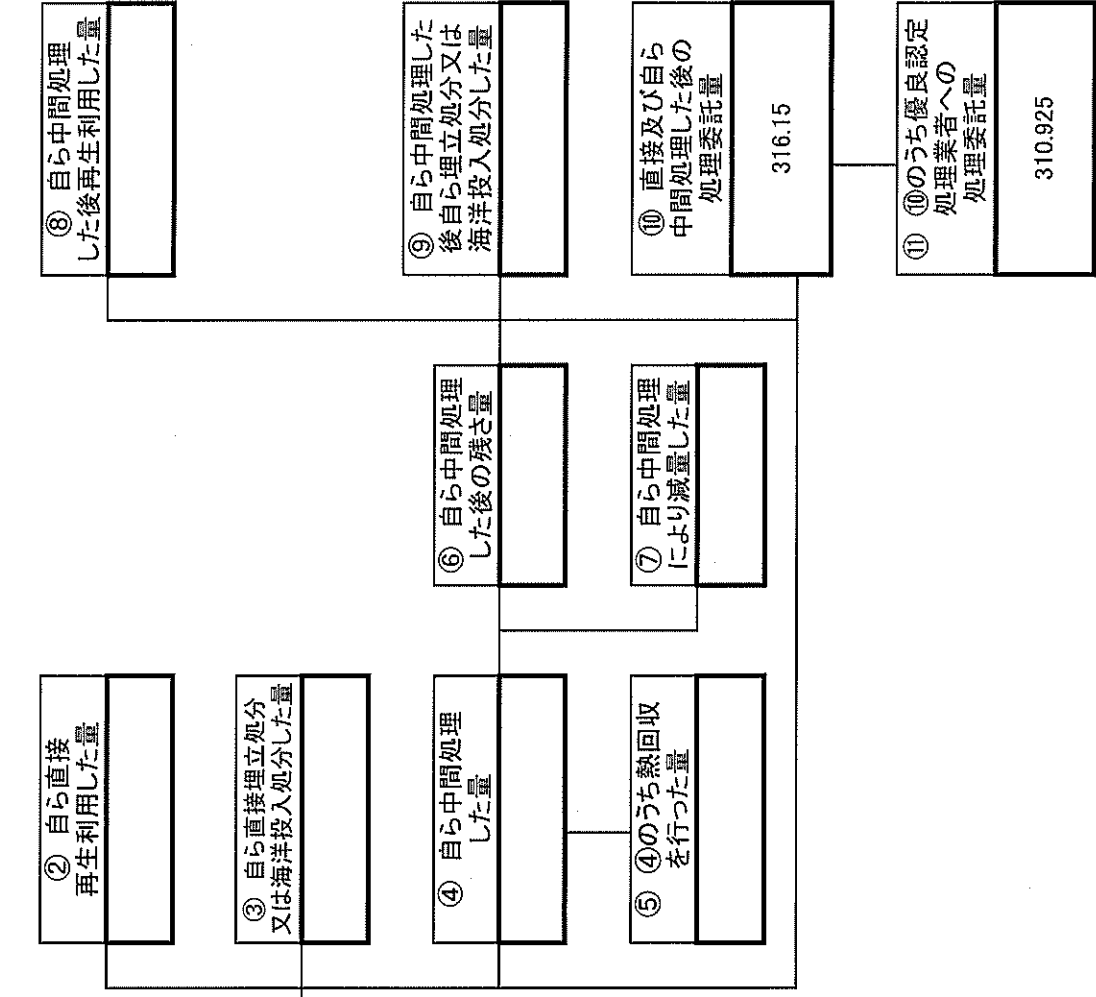 ② 自ら直接
再生利用した量
③ 自ら直接埋立処分
又は海洋投入処分した量
④ 自ら中間処理
した量
⑤ ④のうち熱回収
を行った量
⑥ 自ら中間処理
した後の残さ量
⑦ 自ら中間処理
により減量した量
⑧ 自ら中間処理
した後再生利用した量
⑨ 自ら中間処理した
後自ら埋立処分又は
海洋投入処分した量
⑩ 直接及び自ら
中間処理した後の
処理委託量
316.15
⑪ ⑩のうち優良認定
処理業者への
処理委託量
310.925